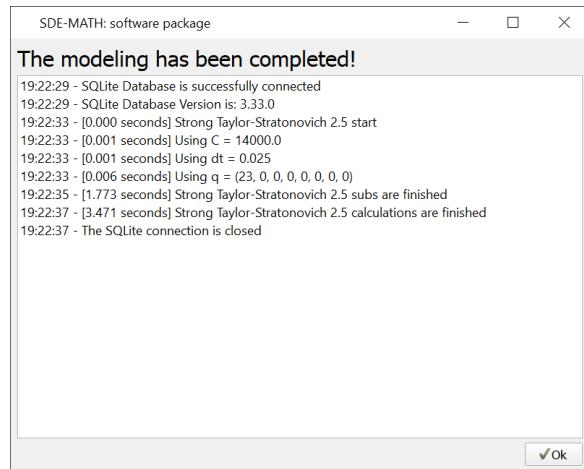 SDE-MATH: software package
The modeling has been completed!
19:22:29 - SQLite Database is successfully connected
19:22:29 - SQLite Database Version is: 3.33.0
19:22:33 - [0.000 seconds] Strong Taylor-Stratonovich 2.5 start
19:22:33 - [0.001 seconds] Using C = 14000.0
19:22:33 - [0.001 seconds] Using dt = 0.025
19:22:33 - [0.006 seconds] Using q = (23, 0, 0, 0, 0, 0, 0, 0)
19:22:35 - [1.773 seconds] Strong Taylor-Stratonovich 2.5 subs are finished
19:22:37 - [3.471 seconds] Strong Taylor-Stratonovich 2.5 calculations are finished
19:22:37 - The SQLite connection is closed
Ok